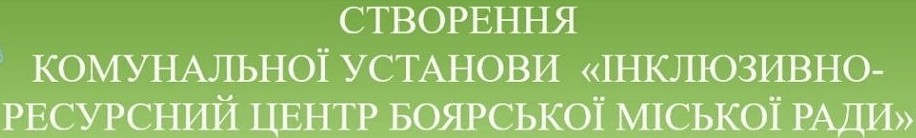 СТВОРЕННЯ
КОМУНАЛЬНОЇ УСТАНОВИ «ІНКЛЮЗИВНО-
РЕСУРСНИЙ ЦЕНТР БОЯРСЬКОЇ МІСЬКОЇ РАДИ»